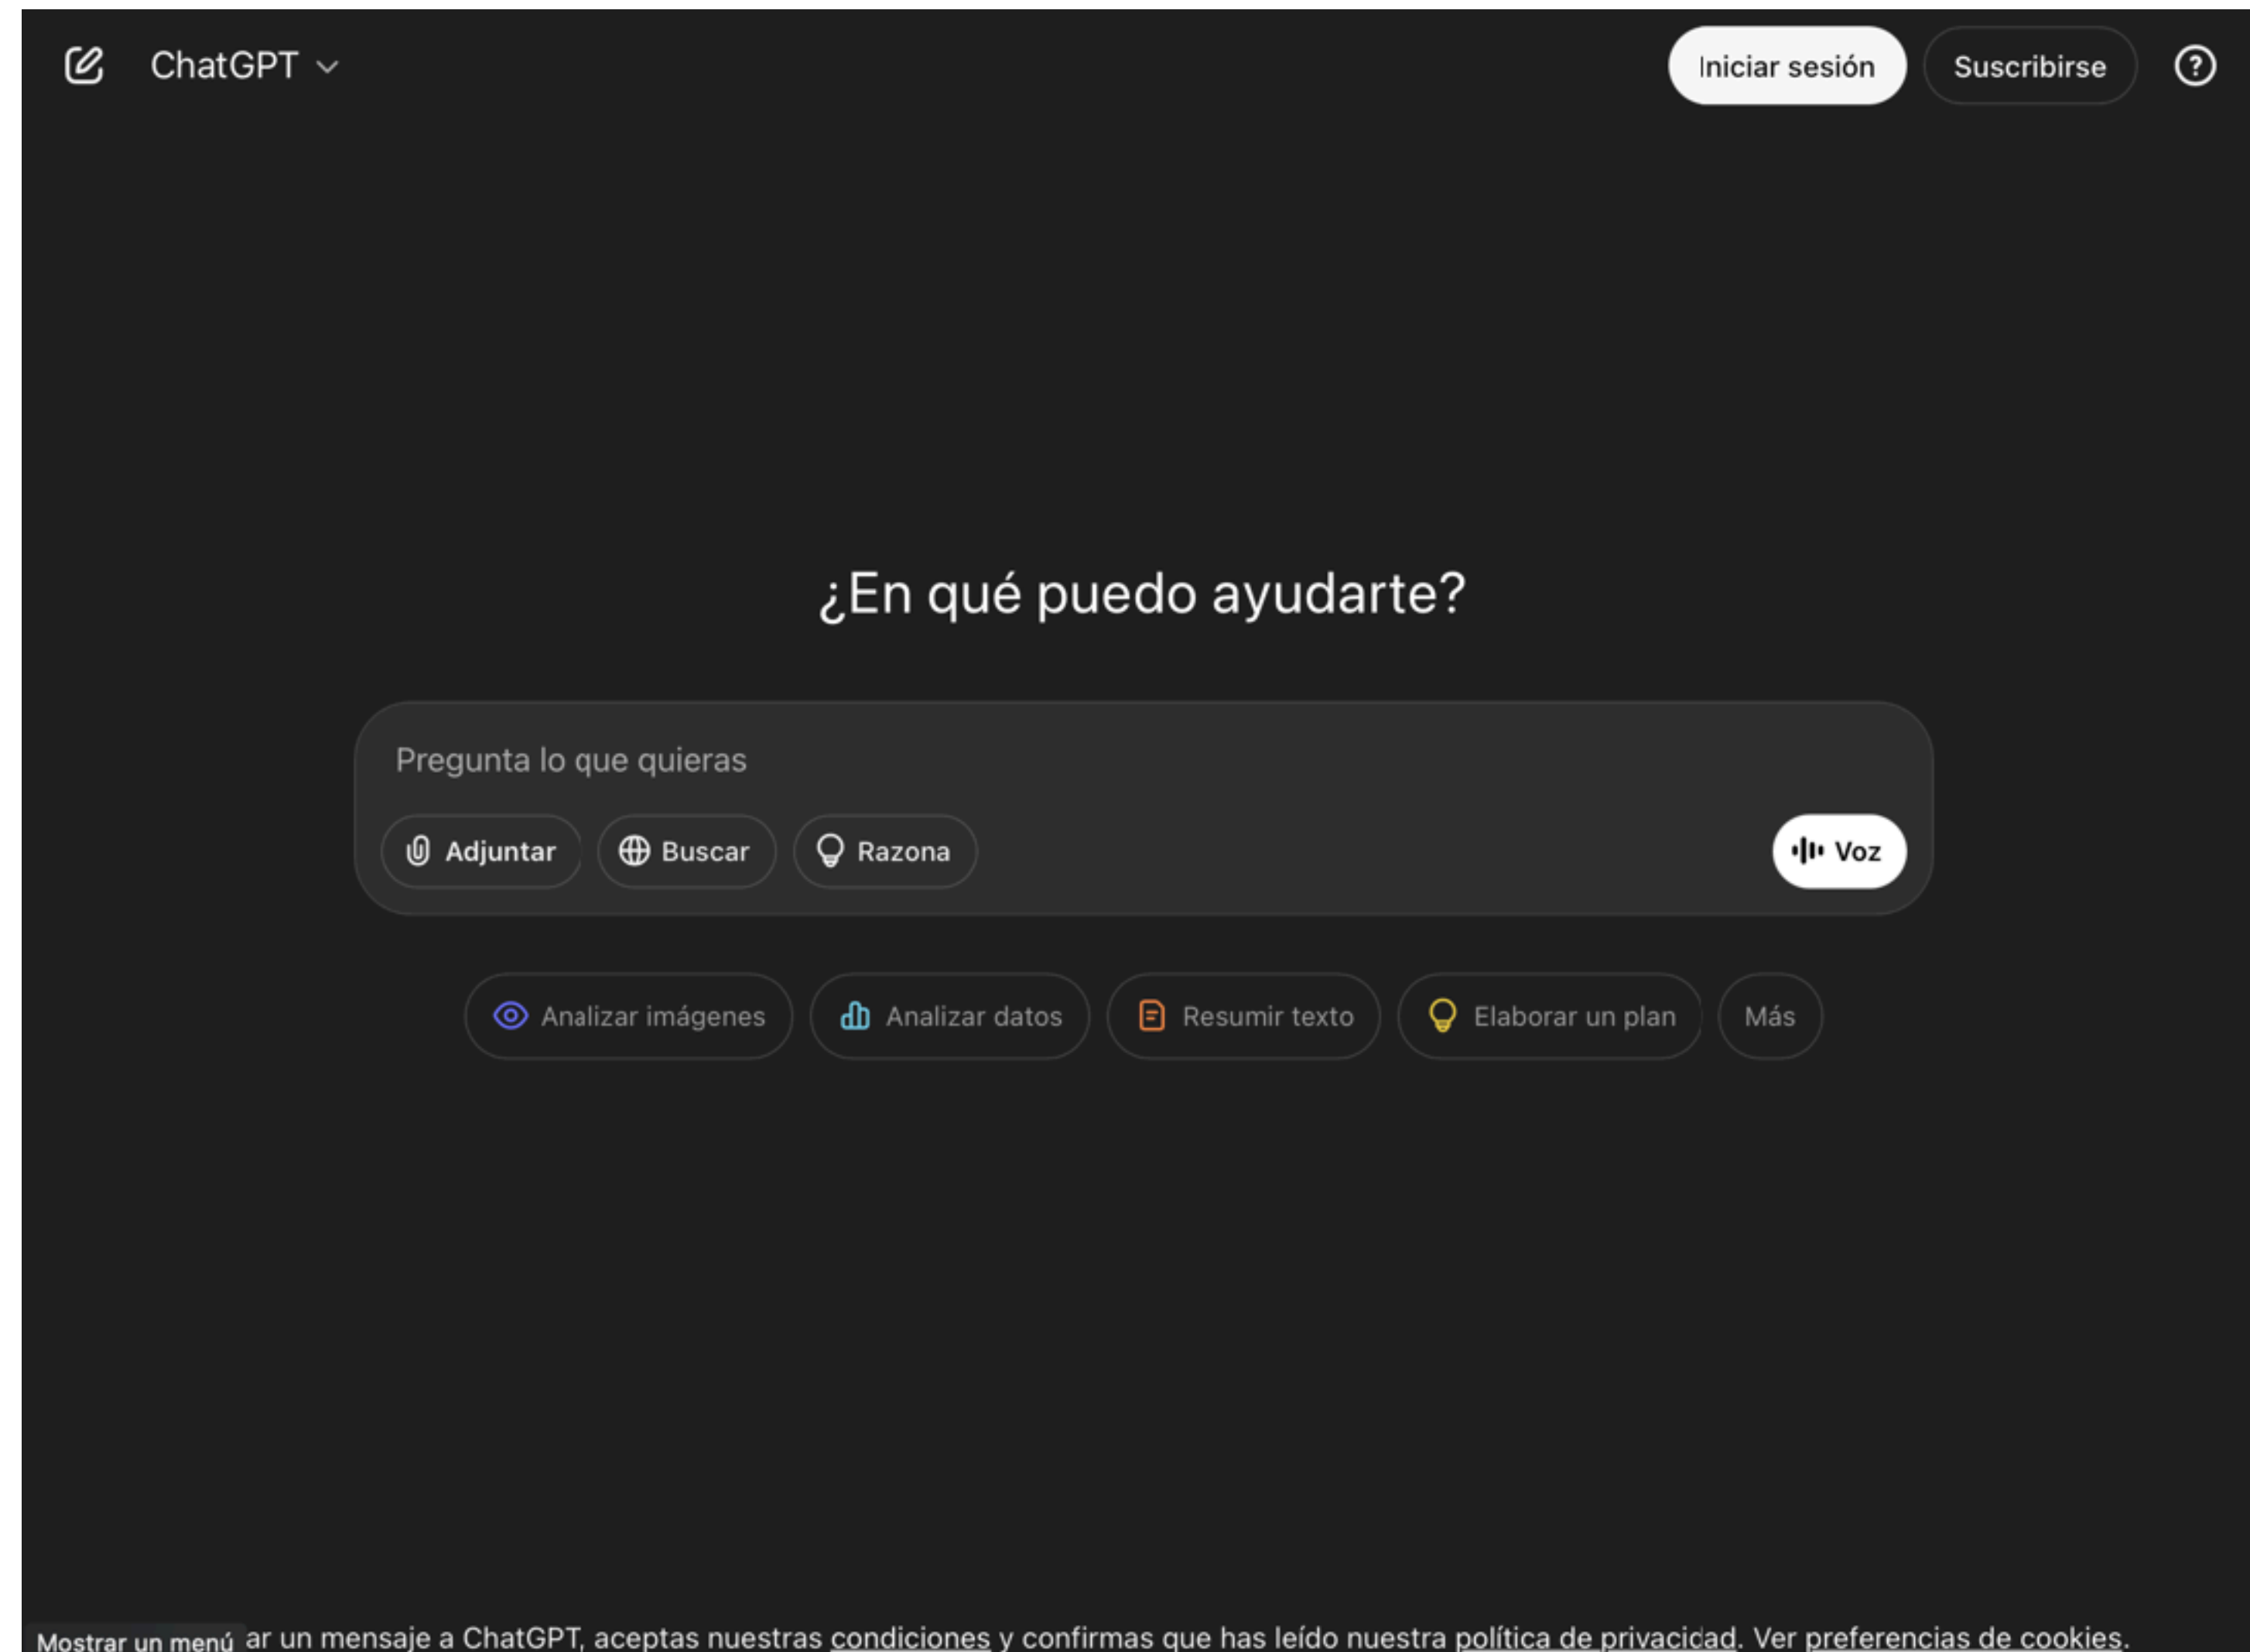 ChatGPT
Iniciar sesión
Suscribirse
?
¿En qué puedo ayudarte?
Pregunta lo que quieras
Adjuntar
Buscar
Razona
Voz
Analizar imágenes
Analizar datos
Resumir texto
Elaborar un plan
Más
Mostrar un menú
ar un mensaje a ChatGPT, aceptas nuestras condiciones y confirmas que has leído nuestra política de privacidad. Ver preferencias de cookies.